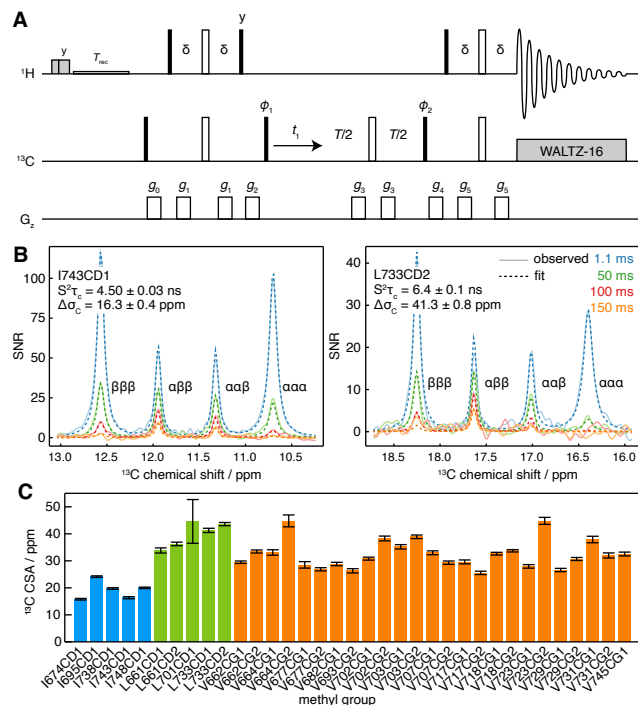 A
y
T_rec
δ
δ
y
δ
δ
¹H
ϕ₁
t₁
T/2
T/2
ϕ₂
¹³C
WALTZ-16
g₀
g₁
g₁
g₂
g₃
g₃
g₄
g₅
g₅
G_z
B
I743CD1
S²τ_c = 4.50 ± 0.03 ns
Δσ_C = 16.3 ± 0.4 ppm
SNR
100
75
50
25
0
βββ
αββ
ααβ
ααα
13.0
12.5
12.0
11.5
11.0
10.5
¹³C chemical shift / ppm
L733CD2
S²τ_c = 6.4 ± 0.1 ns
Δσ_C = 41.3 ± 0.8 ppm
observed
fit
1.1 ms
50 ms
100 ms
150 ms
SNR
40
20
0
βββ
αββ
ααβ
ααα
18.5
18.0
17.5
17.0
16.5
16.0
¹³C chemical shift / ppm
C
¹³C CSA / ppm
50
40
30
20
10
0
I674CD1
I695CD1
I738CD1
I743CD1
I748CD1
L661CD1
L661CD2
L701CD1
L733CD1
L733CD2
V662CG1
V662CG2
V664CG1
V664CG2
V677CG1
V677CG2
V693CG2
V702CG1
V702CG2
V703CG1
V703CG2
V707CG1
V707CG2
V717CG1
V717CG2
V718CG1
V718CG2
V723CG1
V723CG2
V729CG1
V729CG2
V731CG1
V731CG2
V745CG1
methyl group